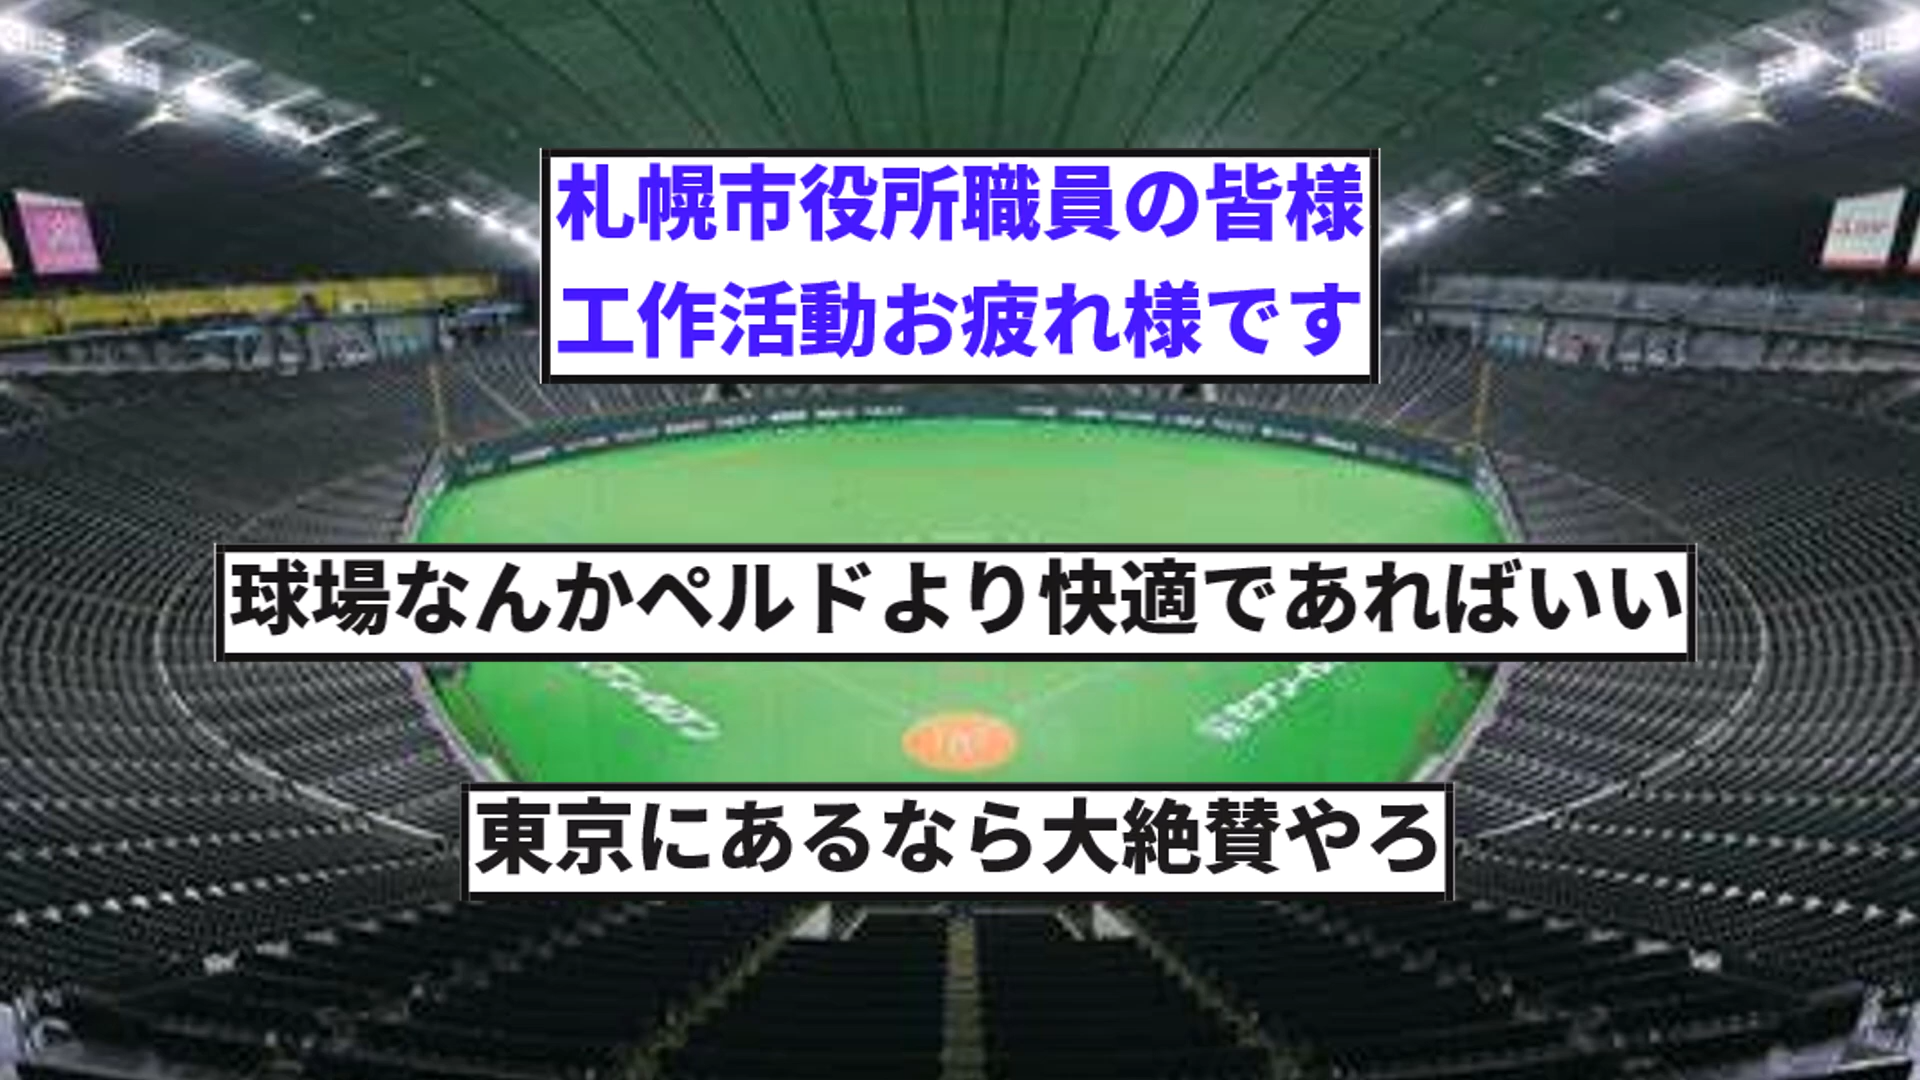 札幌市役所職員の皆様
工作活動お疲れ様です
球場なんかペルドより快適であればいい
東京にあるなら大絶賛やろ